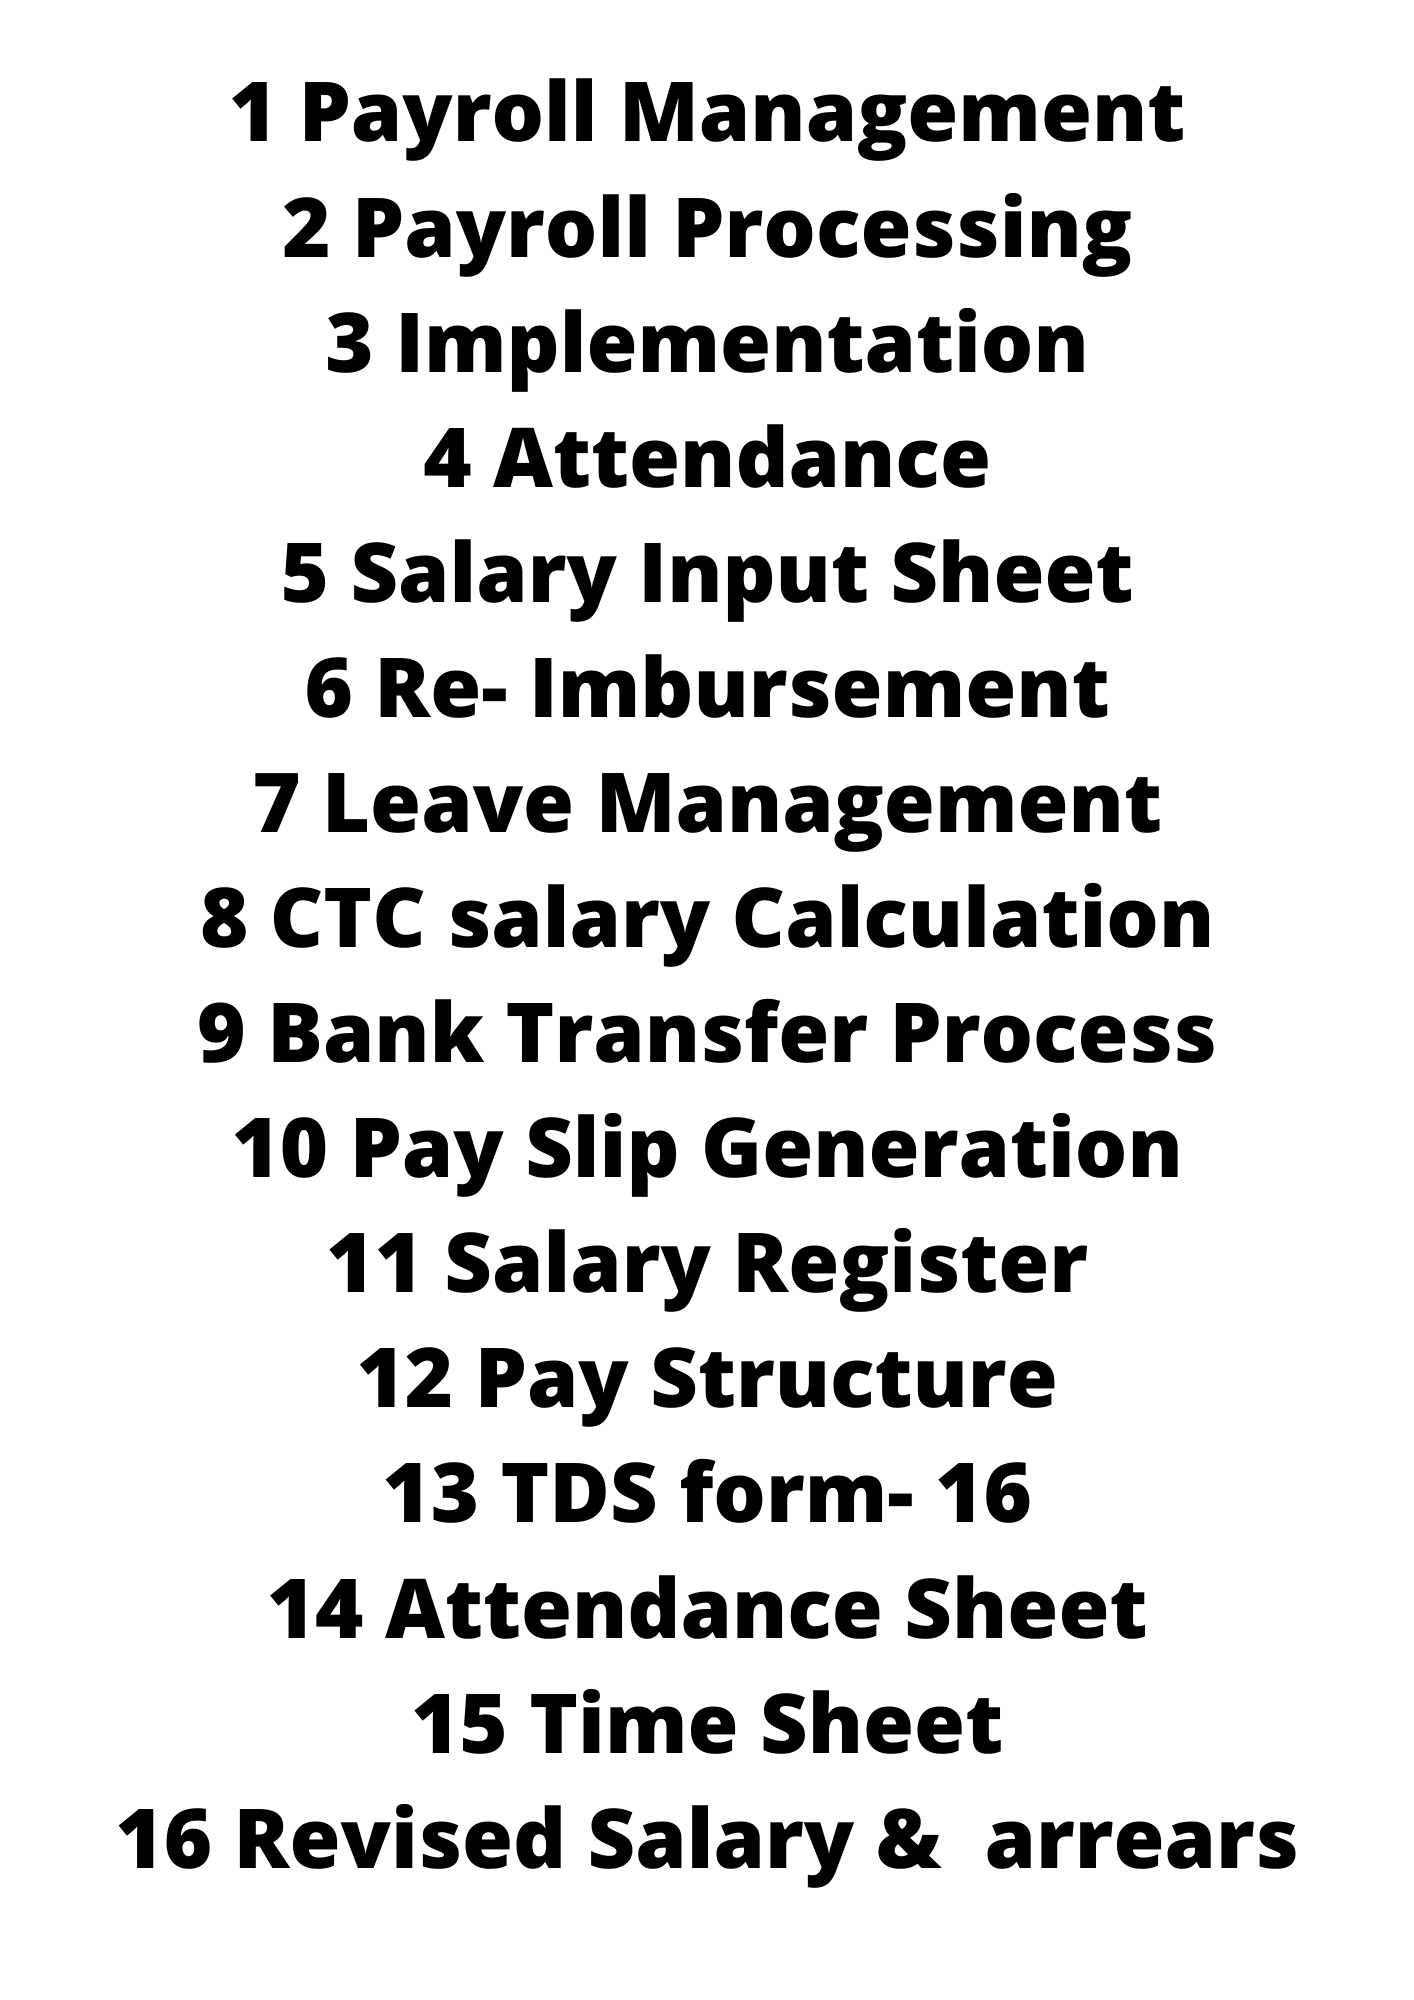 1 Payroll Management
2 Payroll Processing
3 Implementation
4 Attendance
5 Salary Input Sheet
6 Re- Imbursement
7 Leave Management
8 CTC salary Calculation
9 Bank Transfer Process
10 Pay Slip Generation
11 Salary Register
12 Pay Structure
13 TDS form- 16
14 Attendance Sheet
15 Time Sheet
16 Revised Salary &  arrears